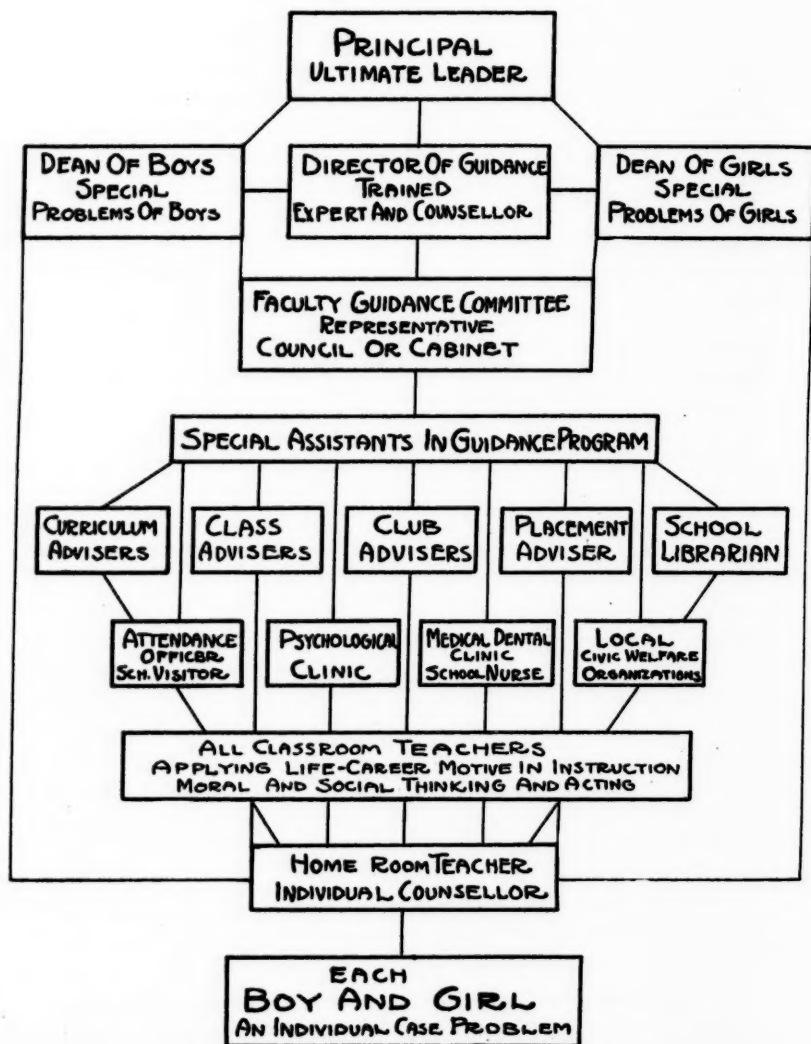 PRINCIPAL
ULTIMATE LEADER
DEAN OF BOYS
SPECIAL
PROBLEMS OF BOYS
DIRECTOR OF GUIDANCE
TRAINED
EXPERT AND COUNSELLOR
DEAN OF GIRLS
SPECIAL
PROBLEMS OF GIRLS
FACULTY GUIDANCE COMMITTEE
REPRESENTATIVE
COUNCIL OR CABINET
SPECIAL ASSISTANTS IN GUIDANCE PROGRAM
CURRICULUM
ADVISERS
CLASS
ADVISERS
CLUB
ADVISERS
PLACEMENT
ADVISER
SCHOOL
LIBRARIAN
ATTENDANCE
OFFICER
SCH. VISITOR
PSYCHOLOGICAL
CLINIC
MEDICAL DENTAL
CLINIC
SCHOOL NURSE
LOCAL
CIVIC WELFARE
ORGANIZATIONS
ALL CLASSROOM TEACHERS
APPLYING LIFE-CAREER MOTIVE IN INSTRUCTION
MORAL AND SOCIAL THINKING AND ACTING
HOME ROOM TEACHER
INDIVIDUAL COUNSELLOR
EACH
BOY AND GIRL
AN INDIVIDUAL CASE PROBLEM